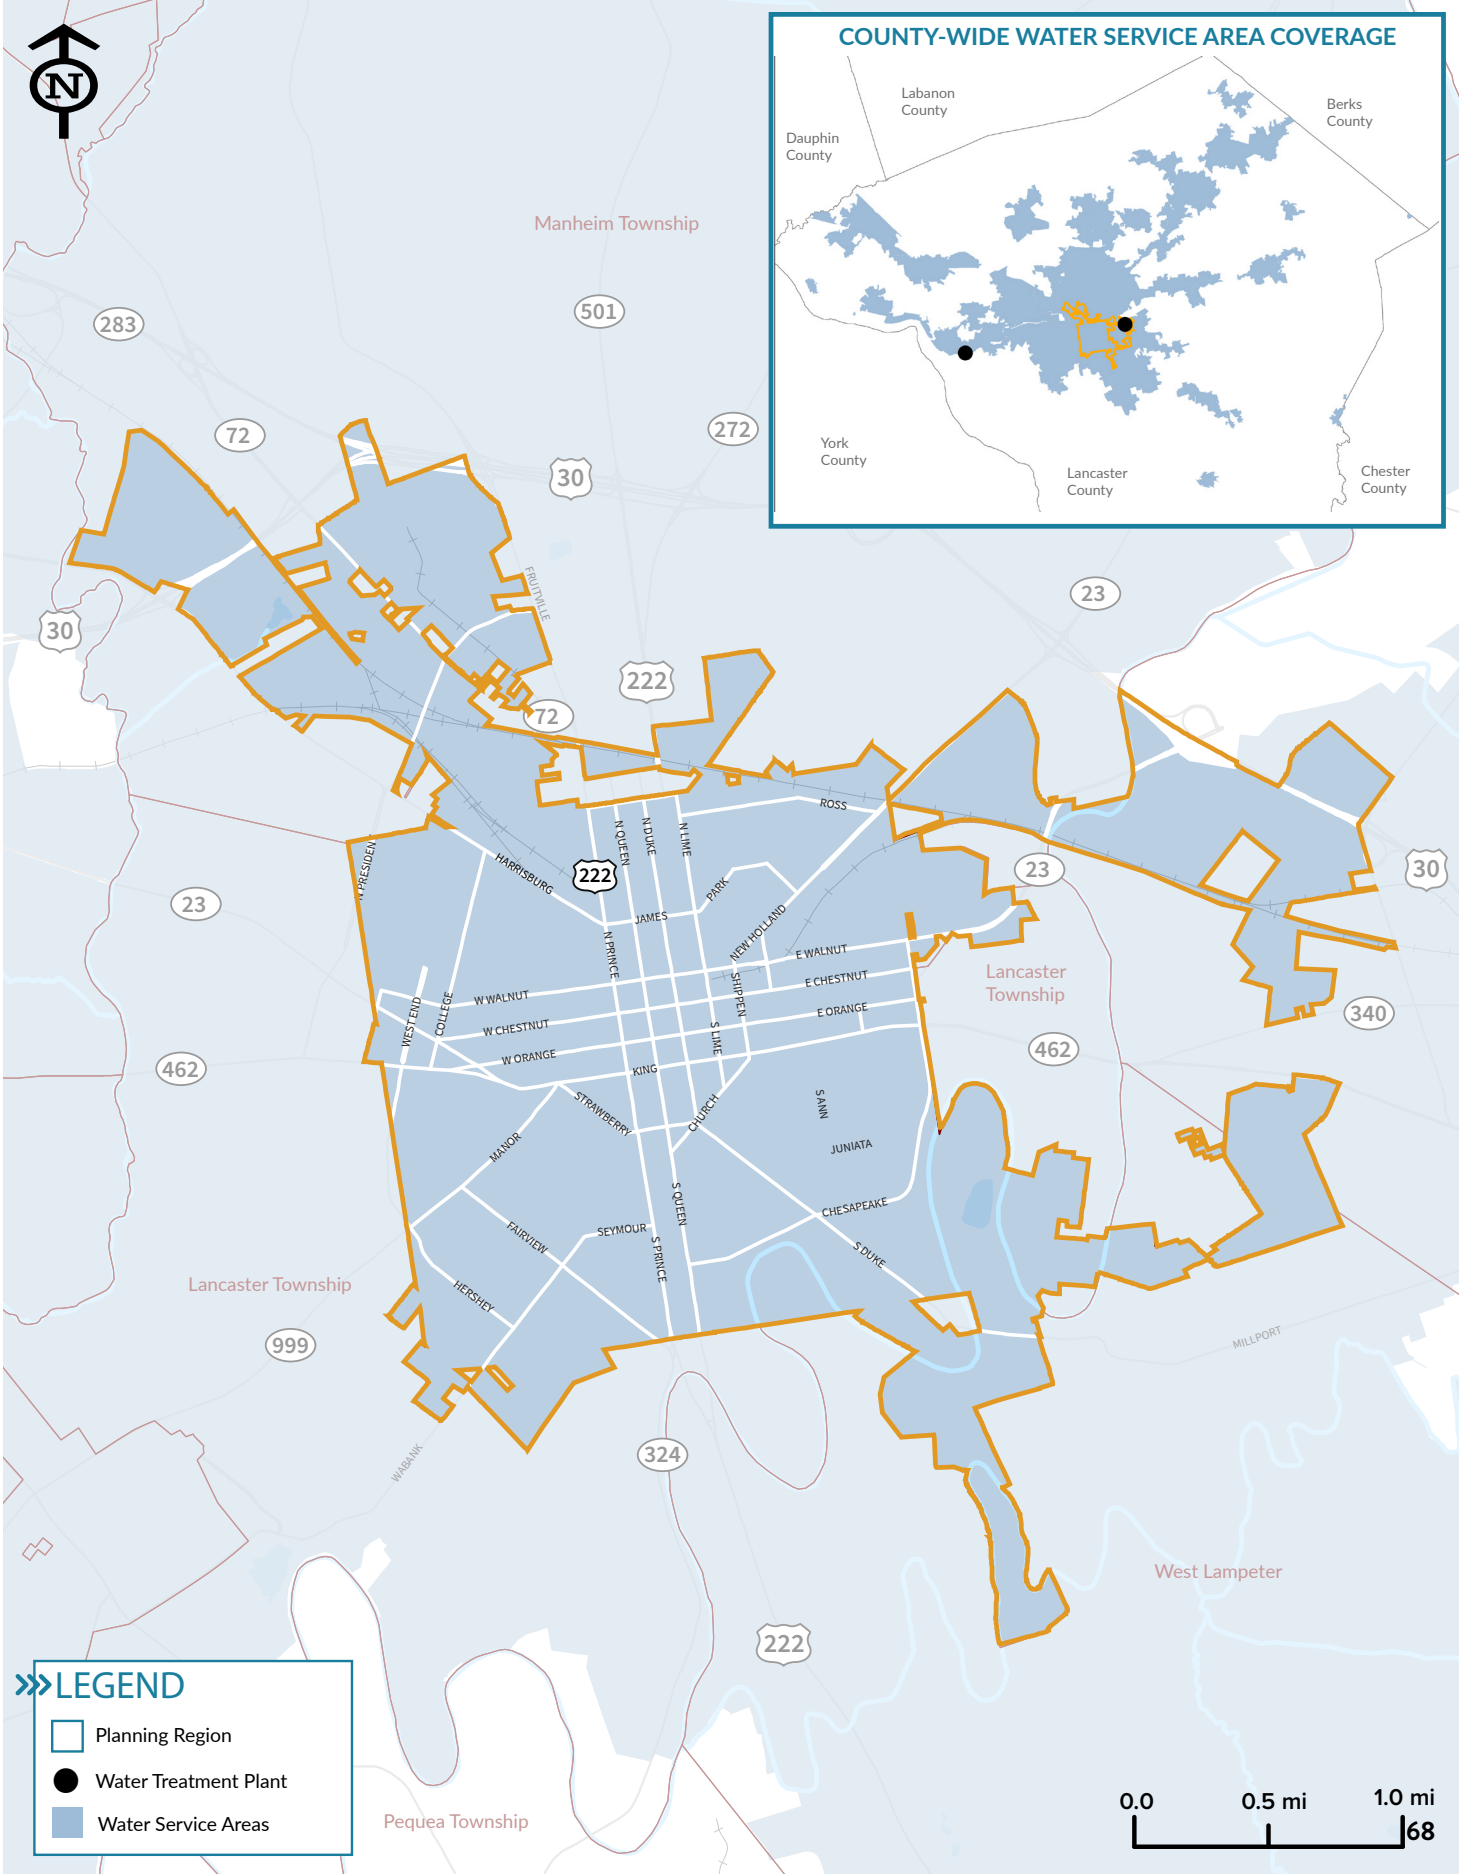 N
COUNTY-WIDE WATER SERVICE AREA COVERAGE
Labanon
County
Berks
County
Dauphin
County
York
County
Lancaster
County
Chester
County
Manheim Township
283
501
72
272
30
23
FRUITVILLE
30
222
72
ROSS
N LIME
N DUKE
N QUEEN
N PRESIDEN
HARRISBURG
222
23
30
23
PARK
JAMES
NEW HOLLAND
N PRINCE
E WALNUT
E CHESTNUT
SHIPPEN
E ORANGE
Lancaster
Township
340
W WALNUT
COLLEGE
WEST END
W CHESTNUT
S LIME
W ORANGE
KING
462
462
STRAWBERRY
CHURCH
S ANN
JUNIATA
MANOR
S QUEEN
CHESAPEAKE
SEYMOUR
FAIRVIEW
S PRINCE
S DUKE
Lancaster Township
HERSHEY
999
MILLPORT
WABANK
324
West Lampeter
222
LEGEND
Planning Region
Water Treatment Plant
Water Service Areas
Pequea Township
0.0
0.5 mi
1.0 mi
68